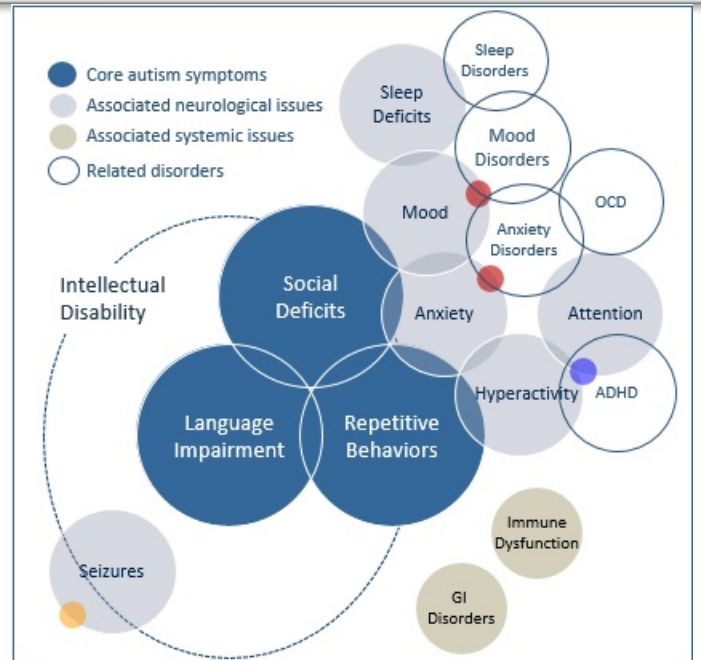 Core autism symptoms
Associated neurological issues
Associated systemic issues
Related disorders
Sleep
Disorders
Sleep
Deficits
Mood
Disorders
Mood
OCD
Anxiety
Disorders
Intellectual
Disability
Social
Deficits
Anxiety
Attention
Hyperactivity
ADHD
Language
Impairment
Repetitive
Behaviors
Immune
Dysfunction
Seizures
GI
Disorders